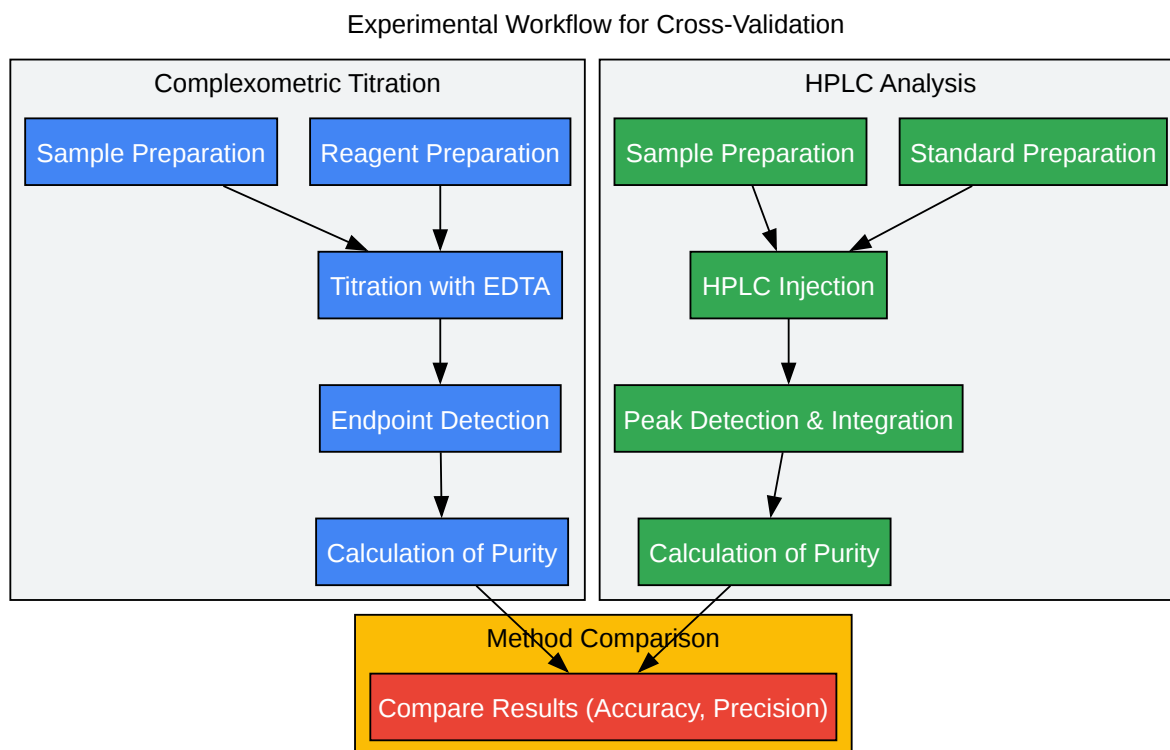 Experimental Workflow for Cross-Validation
Complexometric Titration
Sample Preparation
Reagent Preparation
Titration with EDTA
Endpoint Detection
Calculation of Purity
HPLC Analysis
Sample Preparation
Standard Preparation
HPLC Injection
Peak Detection & Integration
Calculation of Purity
Method Comparison
Compare Results (Accuracy, Precision)